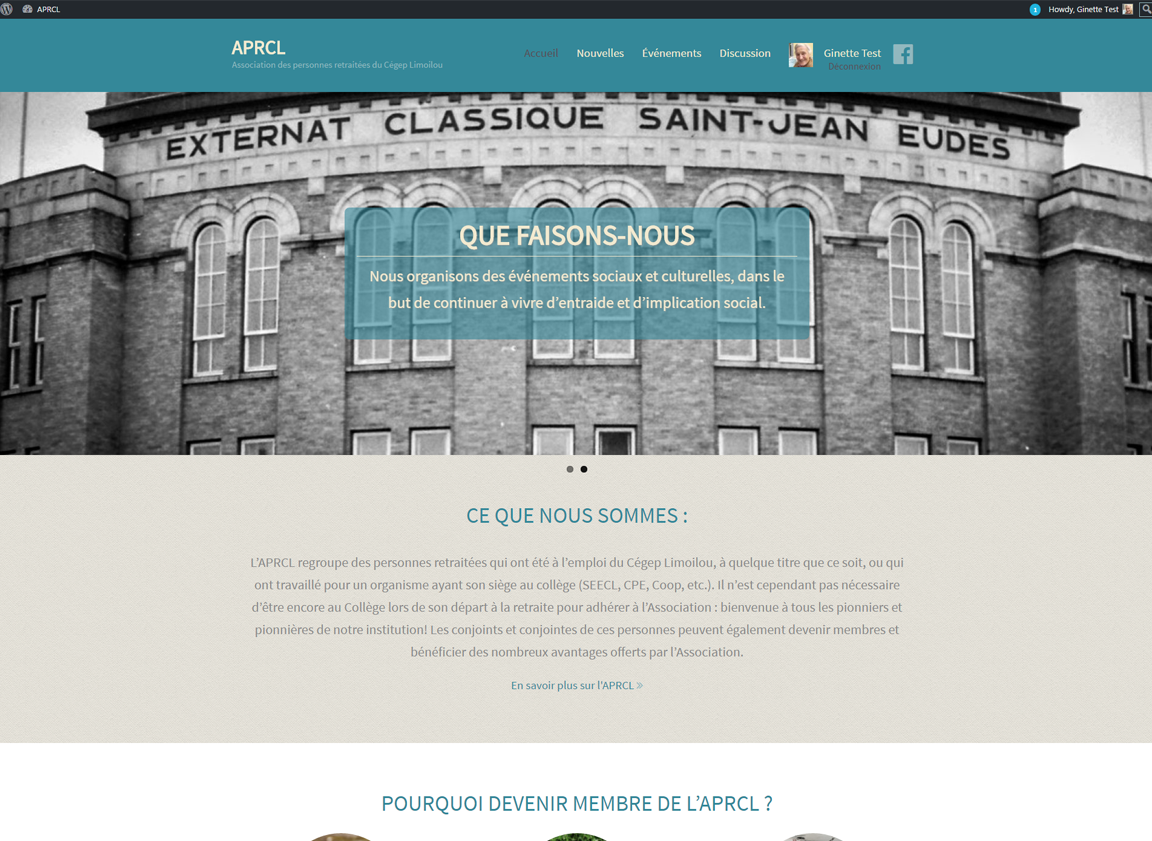 APRCL
1
Howdy, Ginette Test
APRCL
Association des personnes retraitées du Cégep Limoilou
Accueil
Nouvelles
Événements
Discussion
Ginette Test
Déconnexion
EXTERNAT CLASSIQUE SAINT-JEAN EUDES
QUE FAISONS-NOUS
Nous organisons des événements sociaux et culturelles, dans le
but de continuer à vivre d’entraide et d’implication social.
CE QUE NOUS SOMMES :
L’APRCL regroupe des personnes retraitées qui ont été à l’emploi du Cégep Limoilou, à quelque titre que ce soit, ou qui
ont travaillé pour un organisme ayant son siège au collège (SEECL, CPE, Coop, etc.). Il n’est cependant pas nécessaire
d’être encore au Collège lors de son départ à la retraite pour adhérer à l’Association : bienvenue à tous les pionniers et
pionnières de notre institution! Les conjoints et conjointes de ces personnes peuvent également devenir membres et
bénéficier des nombreux avantages offerts par l’Association.
En savoir plus sur l’APRCL »
POURQUOI DEVENIR MEMBRE DE L’APRCL ?